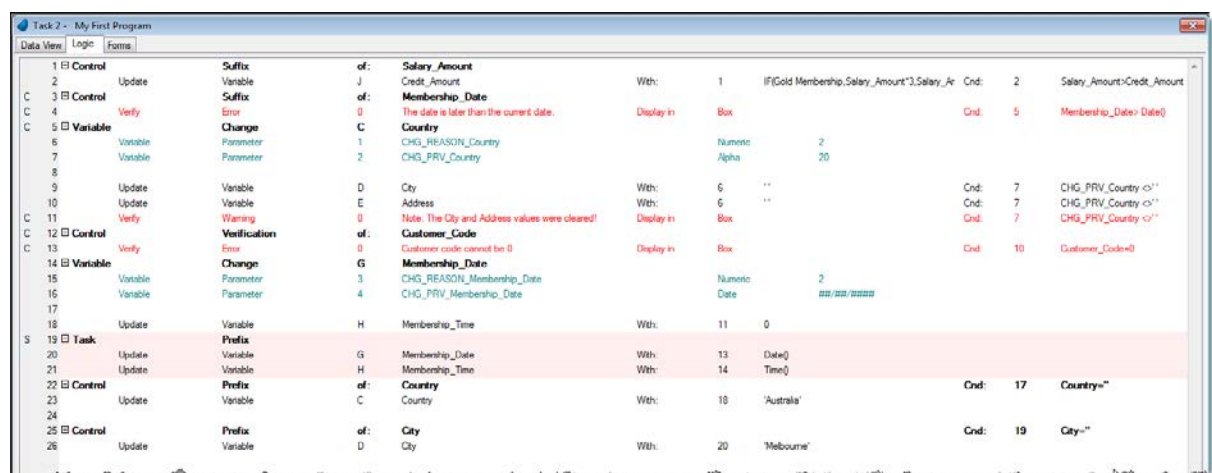 Task 2 - My First Program
Data View Logic Forms
1 Control Suffix of: Salary_Amount
2 Update Variable J Credit_Amount With: 1 IF(Gold Membership,Salary_Amount*3,Salary_Ar Cnd: 2 Salary_Amount>Credit_Amount
C 3 Control Suffix of: Membership_Date
C 4 Verify Error 0 The date is later than the current date. Display in Box Cnd: 5 Membership_Date> Date()
C 5 Variable Change C Country
6 Variable Parameter 1 CHG_REASON_Country Numeric 2
7 Variable Parameter 2 CHG_PRV_Country Alpha 20
8
9 Update Variable D City With: 6 '' Cnd: 7 CHG_PRV_Country <>''
10 Update Variable E Address With: 6 '' Cnd: 7 CHG_PRV_Country <>''
C 11 Verify Warning 0 Note: The City and Address values were cleared! Display in Box Cnd: 7 CHG_PRV_Country <>''
C 12 Control Verification of: Customer_Code
C 13 Verify Error 0 Customer code cannot be 0 Display in Box Cnd: 10 Customer_Code=0
14 Variable Change G Membership_Date
15 Variable Parameter 3 CHG_REASON_Membership_Date Numeric 2
16 Variable Parameter 4 CHG_PRV_Membership_Date Date ##/##/####
17
18 Update Variable H Membership_Time With: 11 0
S 19 Task Prefix
20 Update Variable G Membership_Date With: 13 Date()
21 Update Variable H Membership_Time With: 14 Time()
22 Control Prefix of: Country Cnd: 17 Country=''
23 Update Variable C Country With: 18 'Australia'
24
25 Control Prefix of: City Cnd: 19 City=''
26 Update Variable D City With: 20 'Melbourne'